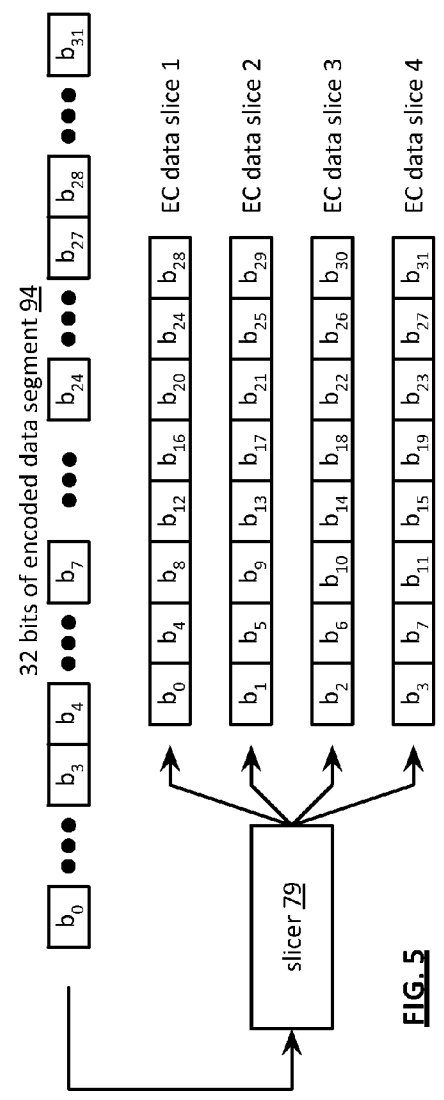 32 bits of encoded data segment 94
b0 ••• b3 b4 ••• b7 ••• b24 ••• b27 b28 ••• b31
slicer 79
b0 b4 b8 b12 b16 b20 b24 b28 EC data slice 1
b1 b5 b9 b13 b17 b21 b25 b29 EC data slice 2
b2 b6 b10 b14 b18 b22 b26 b30 EC data slice 3
b3 b7 b11 b15 b19 b23 b27 b31 EC data slice 4
FIG. 5